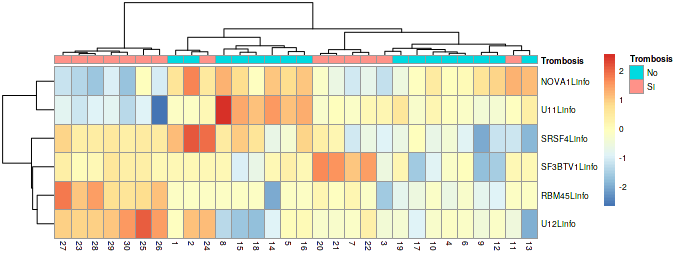 Trombosis
NOVA1Linfo
U11Linfo
SRSF4Linfo
SF3BTV1Linfo
RBM45Linfo
U12Linfo
27 23 28 29 30 25 26 1 2 24 8 15 18 14 5 16 20 21 7 22 3 19 17 10 4 6 9 12 11 13
2
1
0
-1
-2
Trombosis
No
SI